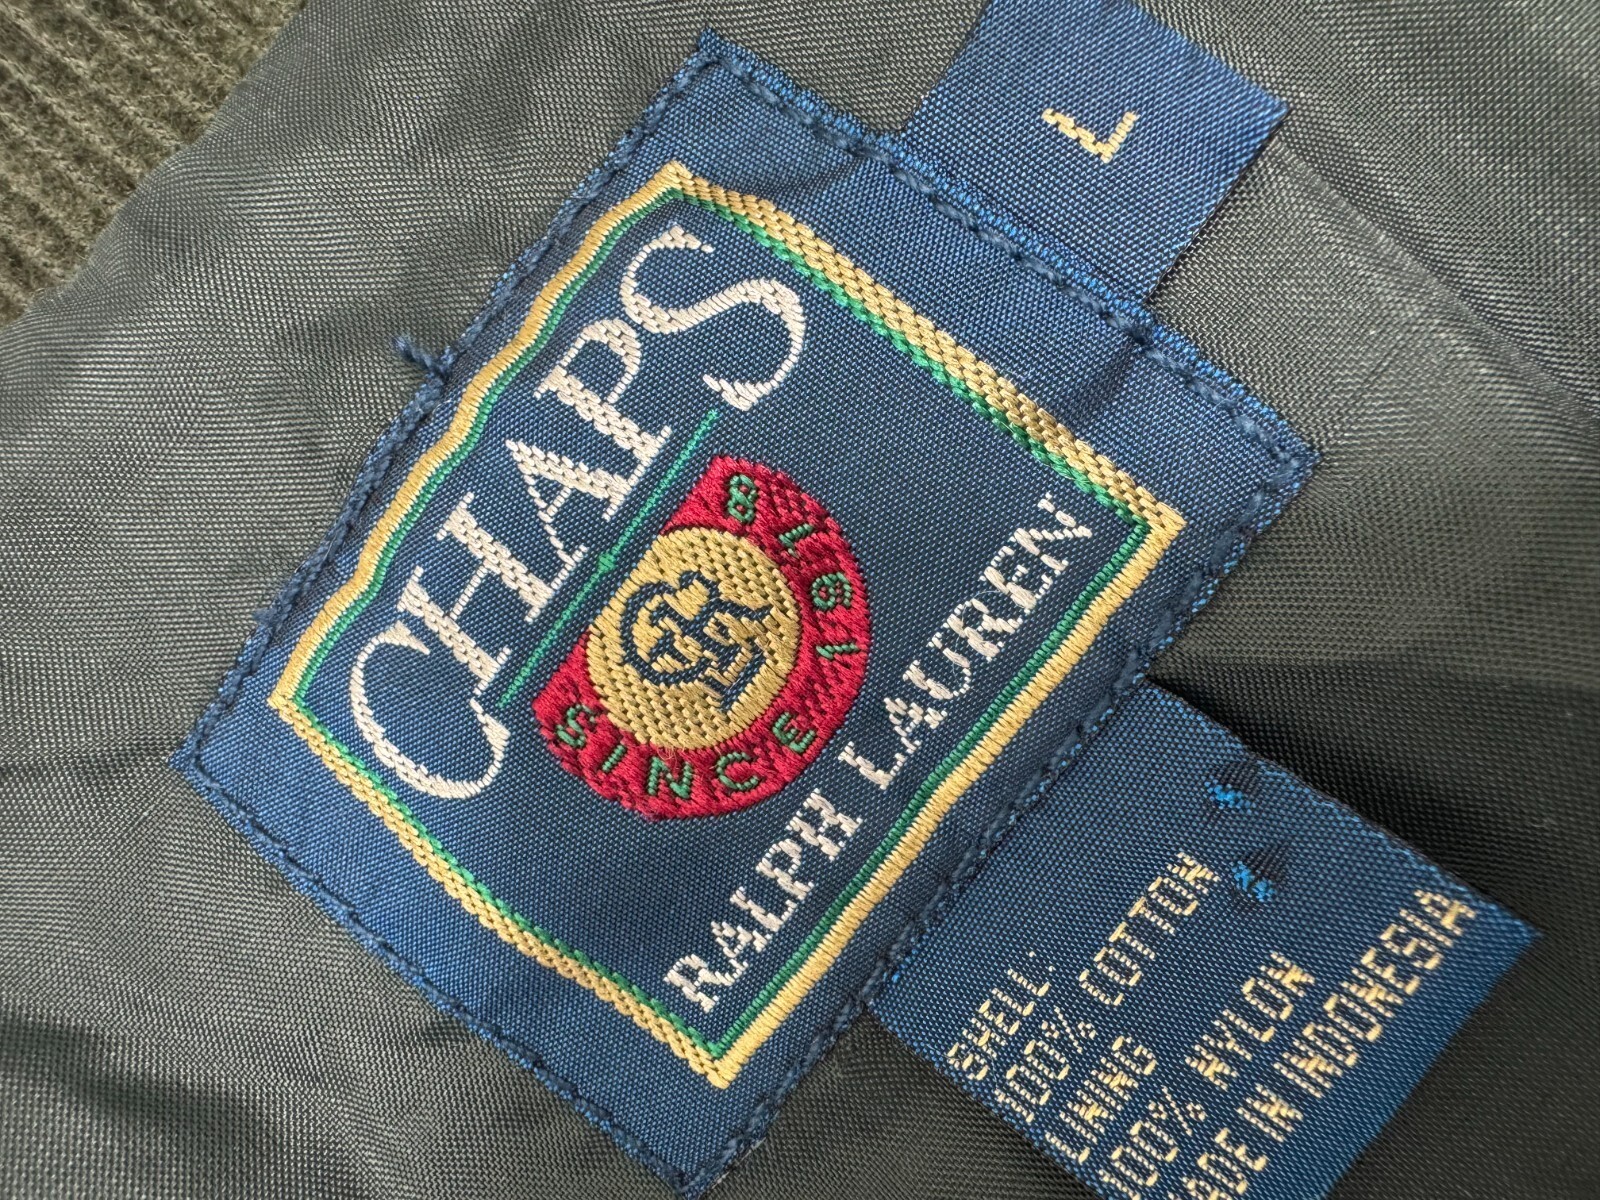 L
CHAPS
SINCE 1978
RALPH LAUREN
SHELL:
100% COTTON
LINING
100% NYLON
MADE IN INDONESIA